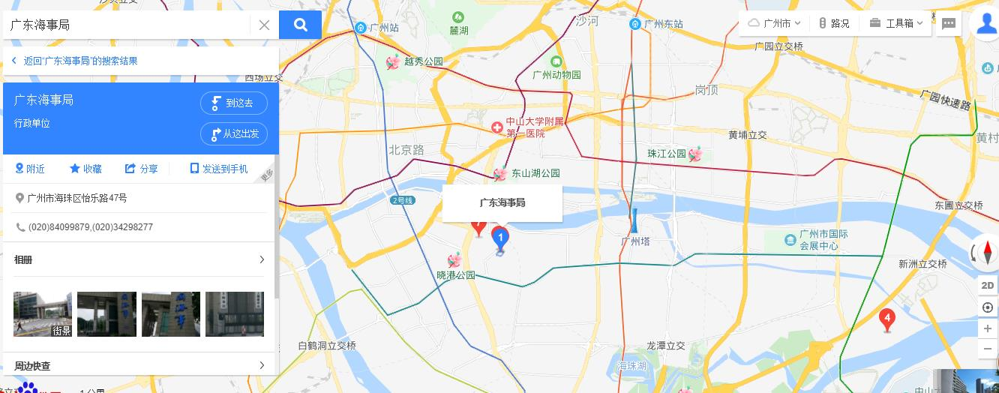 广东海事局
返回"广东海事局"的搜索结果
广东海事局
行政单位
到这去
从这出发
附近
收藏
分享
发送到手机
更多
广州市海珠区怡乐路47号
(020)84099879,(020)34298277
相册
街景
周边快查
1公里
广州市
路况
工具箱
广州站
麓湖
沙河
广州东站
广园立交桥
西场立交
越秀公园
广州动物园
岗顶
广园快速路
中山大学附属
第一医院
黄埔立交
黄村
北京路
珠江公园
东山湖公园
2号线
广东海事局
东圃立交桥
7
1
广州塔
广州市国际
会展中心
晓港公园
新洲立交桥
2D
4
白鹤洞立交桥
龙潭立交
海珠湖